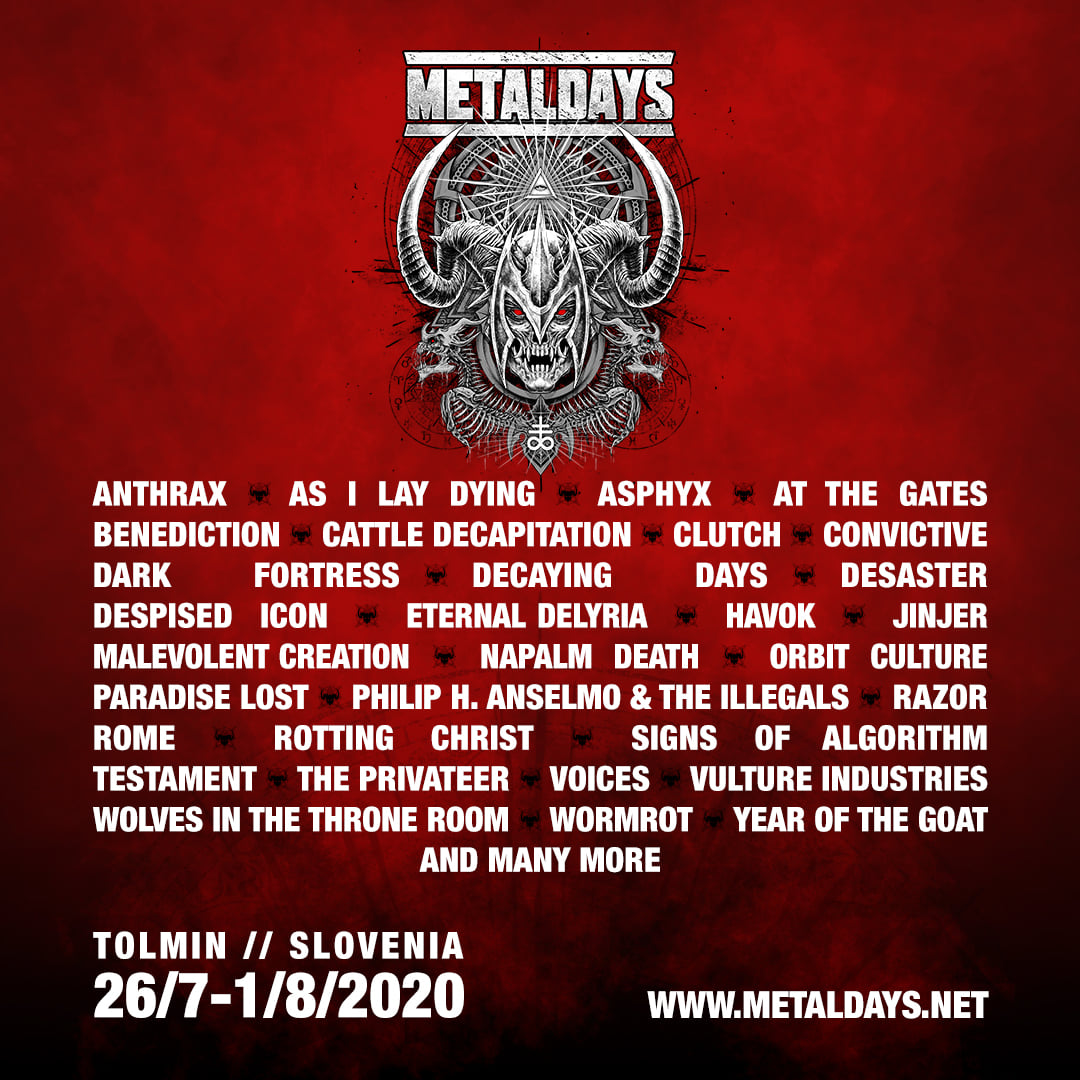 METALDAYS
ANTHRAX AS I LAY DYING ASPHYX AT THE GATES
BENEDICTION CATTLE DECAPITATION CLUTCH CONVICTIVE
DARK FORTRESS DECAYING DAYS DESASTER
DESPISED ICON ETERNAL DELYRIA HAVOK JINJER
MALEVOLENT CREATION NAPALM DEATH ORBIT CULTURE
PARADISE LOST PHILIP H. ANSELMO & THE ILLEGALS RAZOR
ROME ROTTING CHRIST SIGNS OF ALGORITHM
TESTAMENT THE PRIVATEER VOICES VULTURE INDUSTRIES
WOLVES IN THE THRONE ROOM WORMROT YEAR OF THE GOAT
AND MANY MORE
TOLMIN // SLOVENIA
26/7-1/8/2020
WWW.METALDAYS.NET